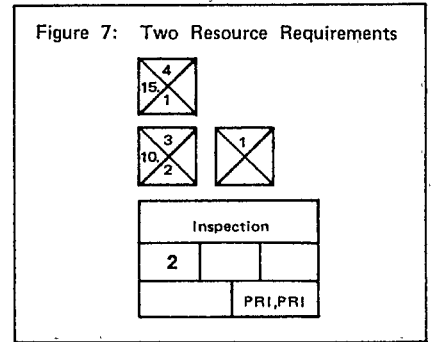 Figure 7: Two Resource Requirements
4
15.
1
3 1
10.
2
Inspection
2
PRI,PRI